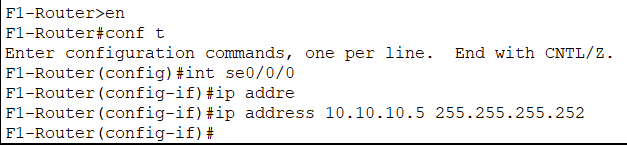 F1-Router>en
F1-Router#conf t
Enter configuration commands, one per line.  End with CNTL/Z.
F1-Router(config)#int se0/0/0
F1-Router(config-if)#ip addre
F1-Router(config-if)#ip address 10.10.10.5 255.255.255.252
F1-Router(config-if)#